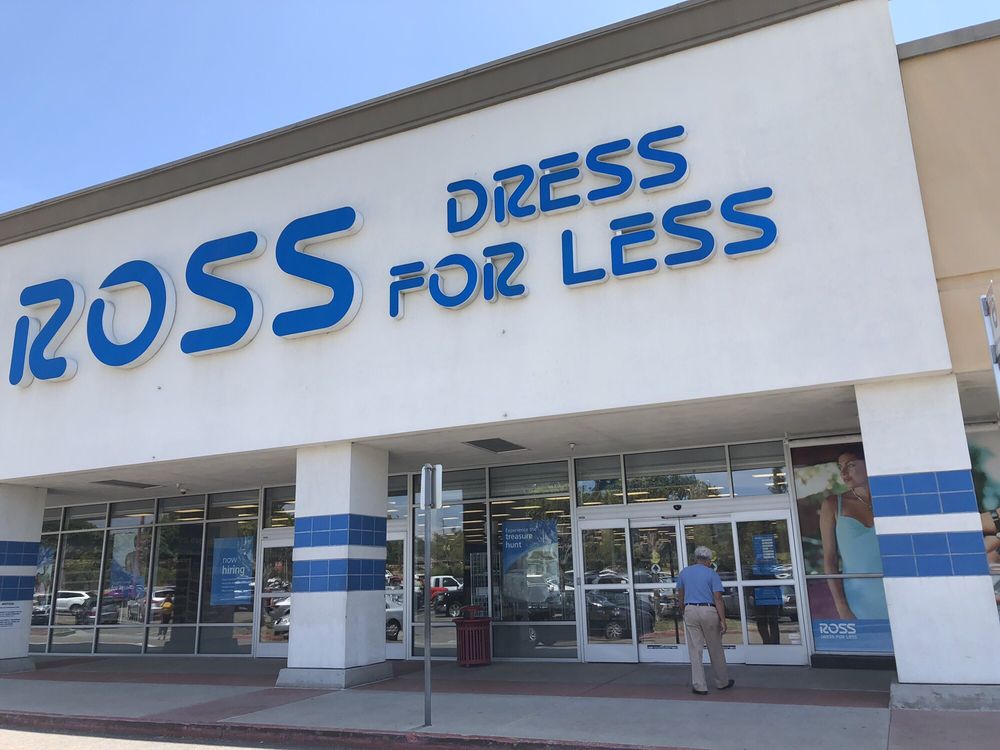 ROSS
DRESS
FOR LESS
now
hiring
Experience the
treasure
hunt
ROSS
DRESS FOR LESS